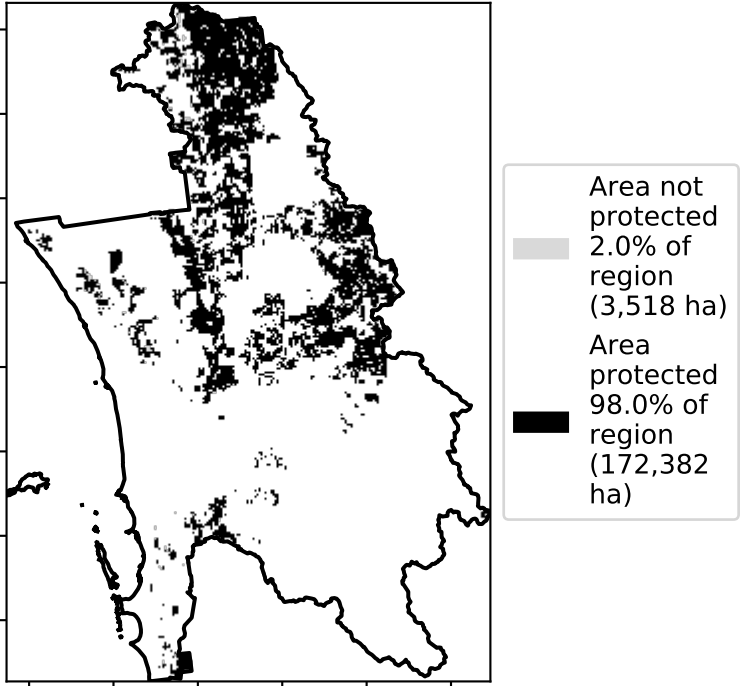 Area not
protected
2.0% of
region
(3,518 ha)
Area
protected
98.0% of
region
(172,382
ha)